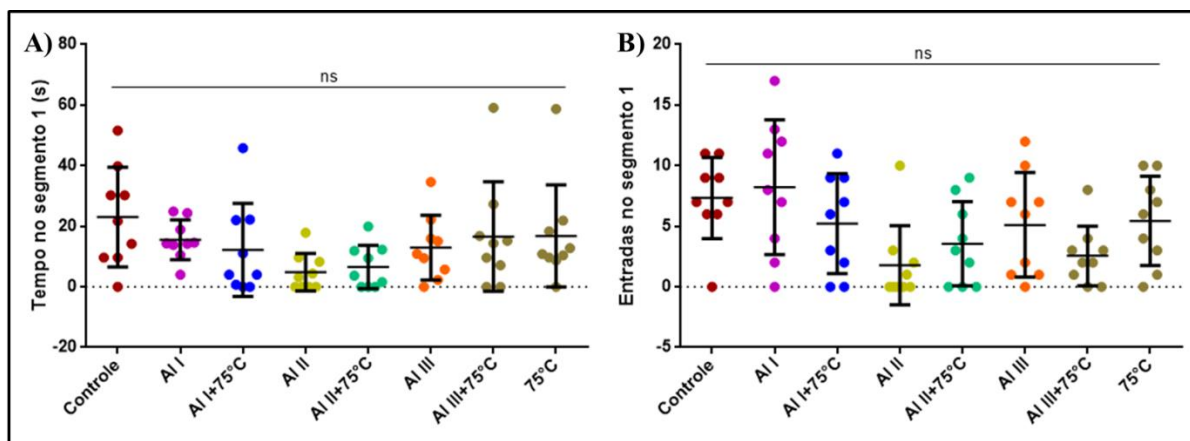 A)
Tempo no segmento 1 (s)
80
60
40
20
0
-20
ns
Controle
Al I
Al I+75°C
Al II
Al II+75°C
Al III
Al III+75°C
75°C
B)
Entradas no segmento 1
20
15
10
5
0
-5
ns
Controle
Al I
Al I+75°C
Al II
Al II+75°C
Al III
Al III+75°C
75°C